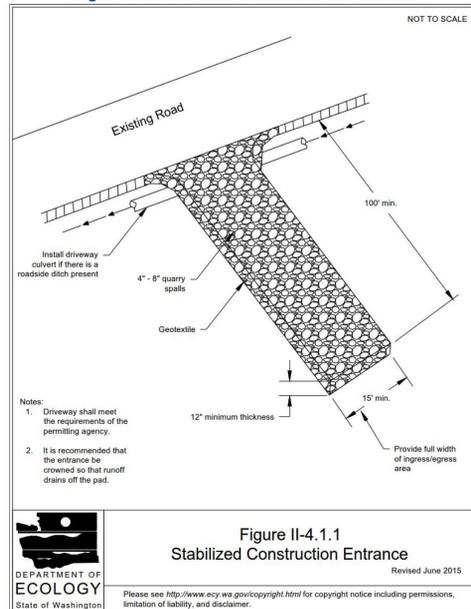 NOT TO SCALE
Existing Road
100' min.
Install driveway
culvert if there is a
roadside ditch present
4" - 8" quarry
spalls
Geotextile
12" minimum thickness
15' min.
Provide full width
of ingress/egress
area
Notes:
1. Driveway shall meet
the requirements of the
permitting agency.
2. It is recommended that
the entrance be
crowned so that runoff
drains off the pad.
DEPARTMENT OF
ECOLOGY
State of Washington
Figure II-4.1.1
Stabilized Construction Entrance
Revised June 2015
Please see http://www.ecy.wa.gov/copyright.html for copyright notice including permissions,
limitation of liability, and disclaimer.